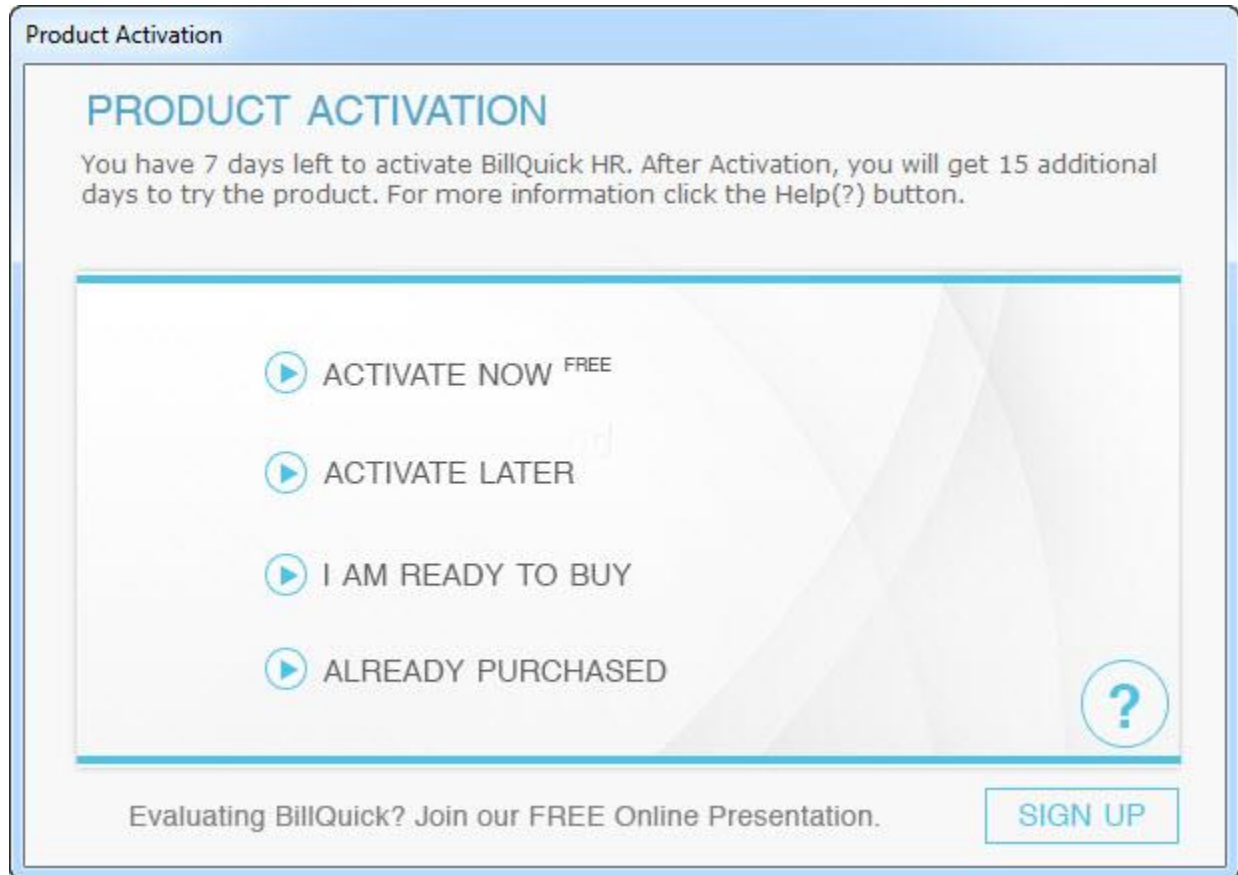 Product Activation
PRODUCT ACTIVATION
You have 7 days left to activate BillQuick HR. After Activation, you will get 15 additional
days to try the product. For more information click the Help(?) button.
ACTIVATE NOW FREE
ACTIVATE LATER
I AM READY TO BUY
ALREADY PURCHASED
?
Evaluating BillQuick? Join our FREE Online Presentation.
SIGN UP